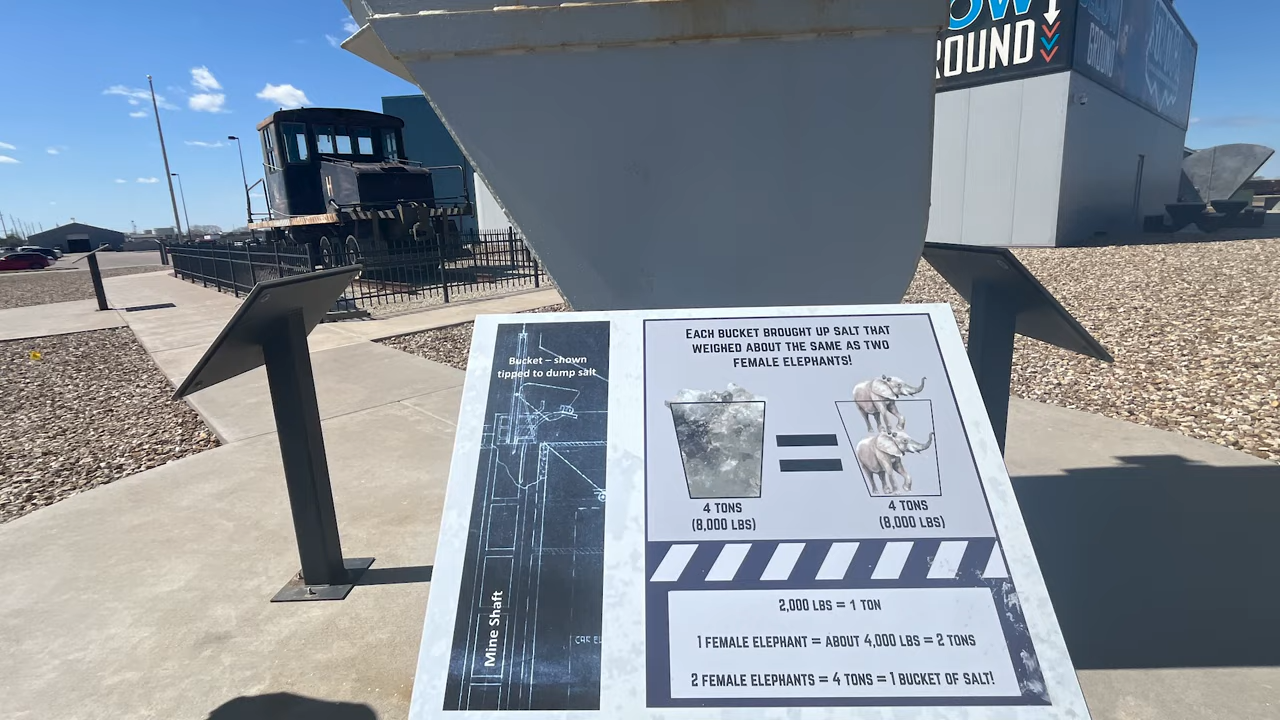 OW
ROUND
GROUND
H
Bucket – shown
tipped to dump salt
Mine Shaft
EACH BUCKET BROUGHT UP SALT THAT
WEIGHED ABOUT THE SAME AS TWO
FEMALE ELEPHANTS!
4 TONS
(8,000 LBS)
=
4 TONS
(8,000 LBS)
2,000 LBS = 1 TON
1 FEMALE ELEPHANT = ABOUT 4,000 LBS = 2 TONS
2 FEMALE ELEPHANTS = 4 TONS = 1 BUCKET OF SALT!